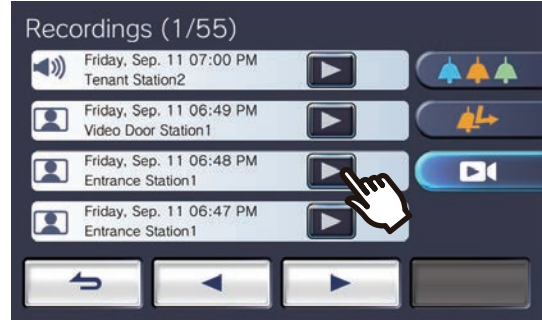 Recordings (1/55)
Friday, Sep. 11 07:00 PM
Tenant Station2
Friday, Sep. 11 06:49 PM
Video Door Station1
Friday, Sep. 11 06:48 PM
Entrance Station1
Friday, Sep. 11 06:47 PM
Entrance Station1